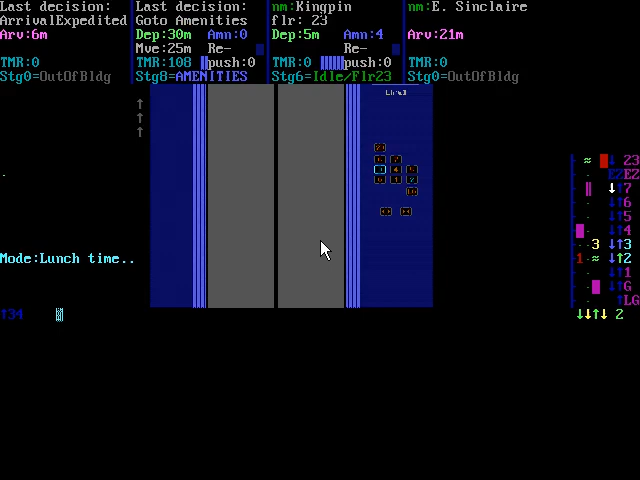 Last decision:
ArrivalExpedited
Arv:6m
TMR:0
Stg0=OutOfBldg
Last decision:
Goto Amenities
Dep:30m Amn:0
Mve:25m Re-
TMR:108 push:0
Stg8=AMENITIES
nm:Kingpin
flr: 23
Dep:5m Amn:4
Re-
TMR:0 push:0
Stg6=Idle/Flr23
nm:E. Sinclaire
Arv:21m
TMR:0
Stg0=OutOfBldg
↑
↑
↑
.
Mode:Lunch time..
↑34
≈ ↓ 23
EZEZ
↓↑7
↓↑6
↓↑5
↓↑4
3 ↓↑3
1 ≈ ↓↑2
↓↑1
↓↑G
↓↑LG
↓↓↑↓ 2